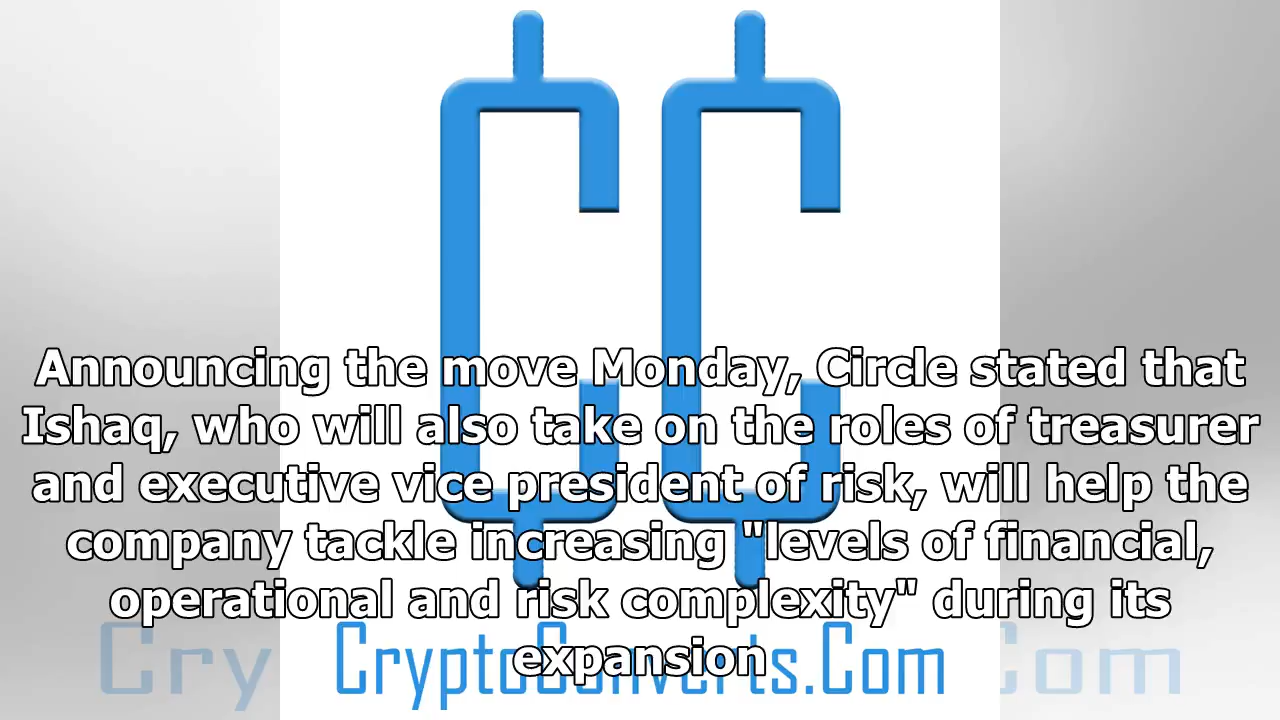 Announcing the move Monday, Circle stated that
Ishaq, who will also take on the roles of treasurer
and executive vice president of risk, will help the
company tackle increasing "levels of financial,
operational and risk complexity" during its
expansion
Cry CryptoConverts.Com om